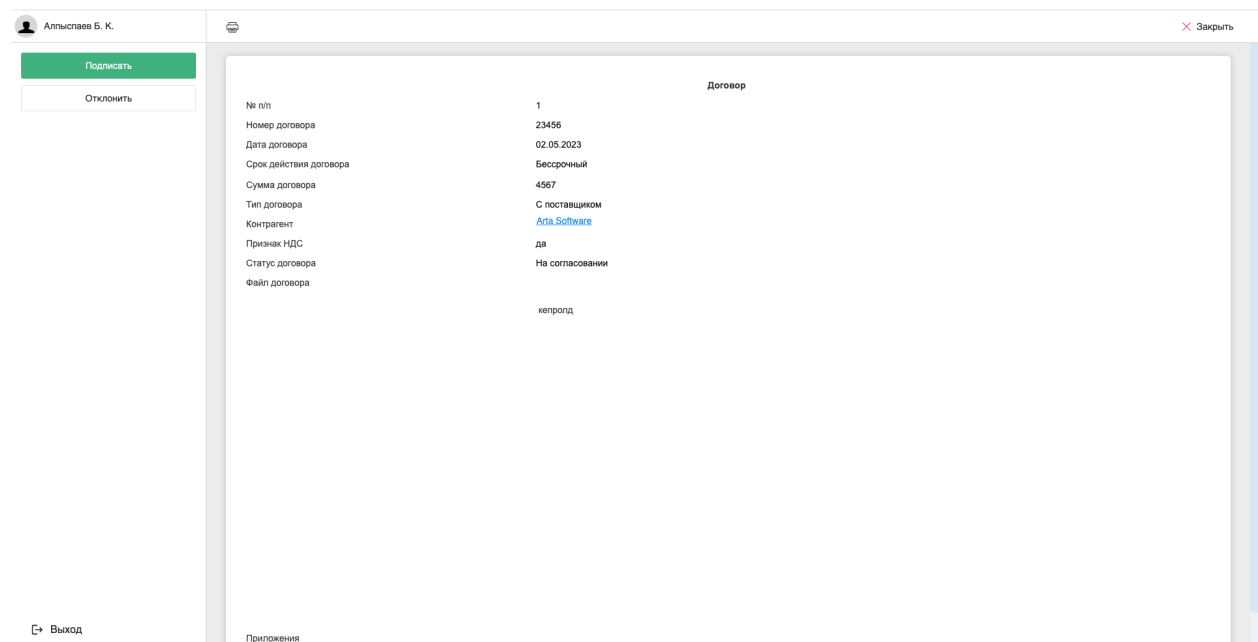 Алпыспаев Б. К.
Закрыть
Подписать
Отклонить
Договор
№ п/п 1
Номер договора 23456
Дата договора 02.05.2023
Срок действия договора Бессрочный
Сумма договора 4567
Тип договора С поставщиком
Контрагент Arta Software
Признак НДС да
Статус договора На согласовании
Файл договора
кепролд
Приложения
Выход